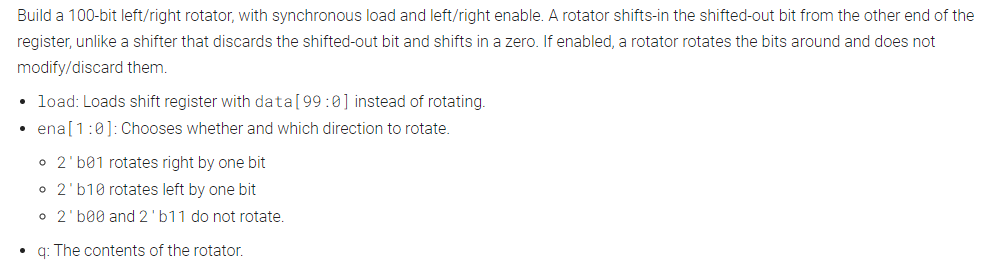 Build a 100-bit left/right rotator, with synchronous load and left/right enable. A rotator shifts-in the shifted-out bit from the other end of the
register, unlike a shifter that discards the shifted-out bit and shifts in a zero. If enabled, a rotator rotates the bits around and does not
modify/discard them.
• load: Loads shift register with data[99:0] instead of rotating.
• ena[1:0]: Chooses whether and which direction to rotate.
◦ 2'b01 rotates right by one bit
◦ 2'b10 rotates left by one bit
◦ 2'b00 and 2'b11 do not rotate.
• q: The contents of the rotator.